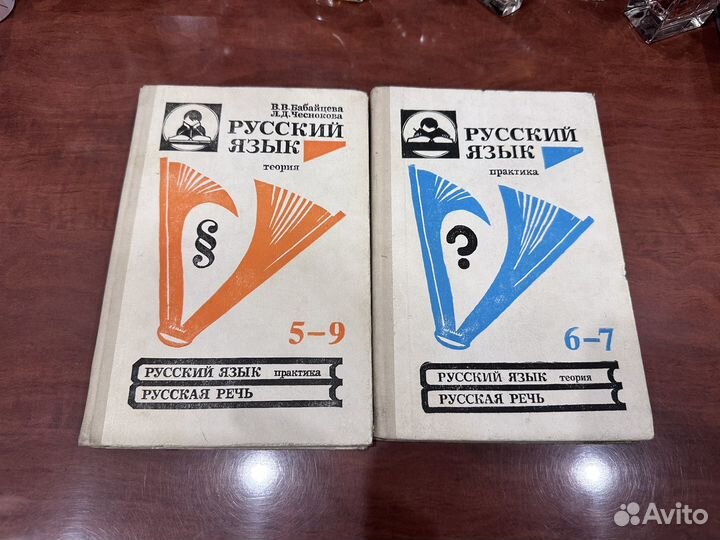 В.В.Бабайцева
Л.Д.Чеснокова
РУССКИЙ
ЯЗЫК
теория
§
5–9
РУССКИЙ ЯЗЫК практика
РУССКАЯ РЕЧЬ
РУССКИЙ
ЯЗЫК
практика
?
6–7
РУССКИЙ ЯЗЫК теория
РУССКАЯ РЕЧЬ
Avito